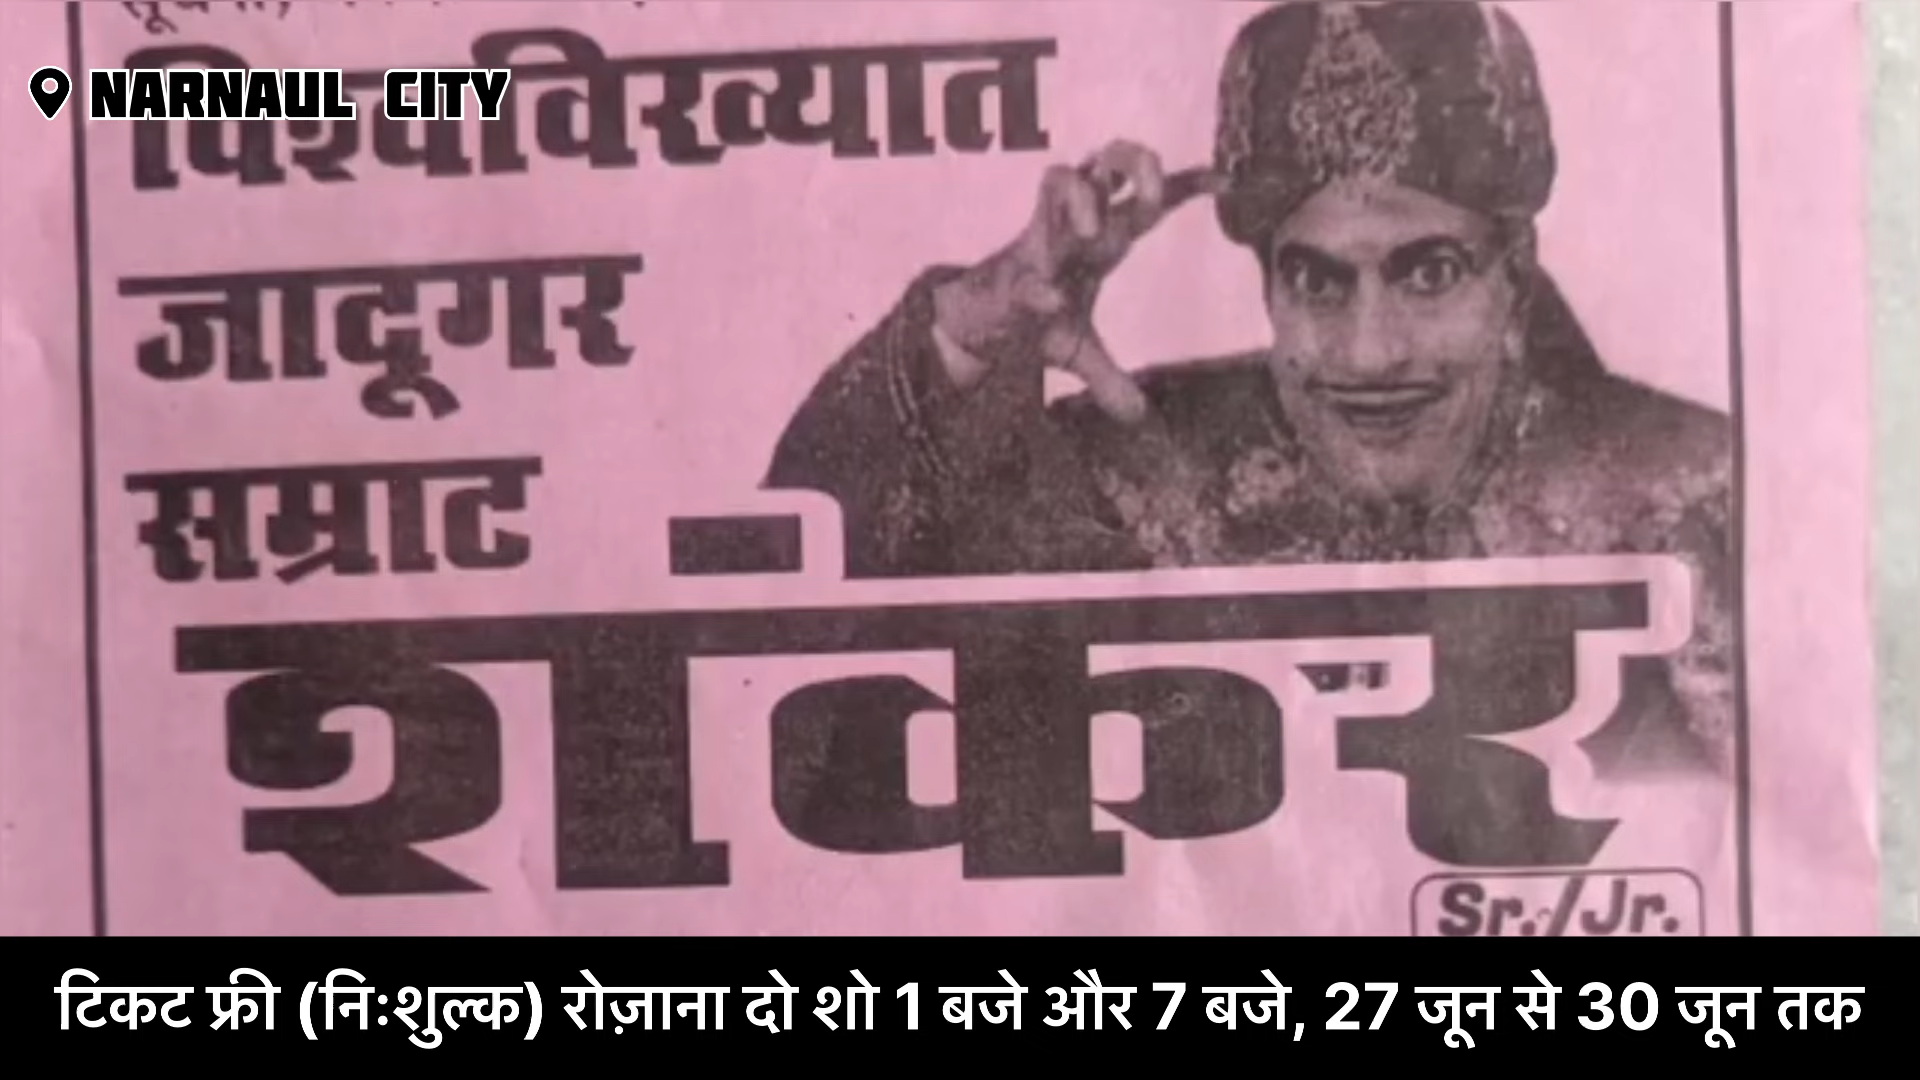 NARNAUL CITY
विश्वविख्यात
जादूगर
सम्राट
शंकर
Sr./Jr.
टिकट फ्री (निःशुल्क) रोज़ाना दो शो 1 बजे और 7 बजे, 27 जून से 30 जून तक